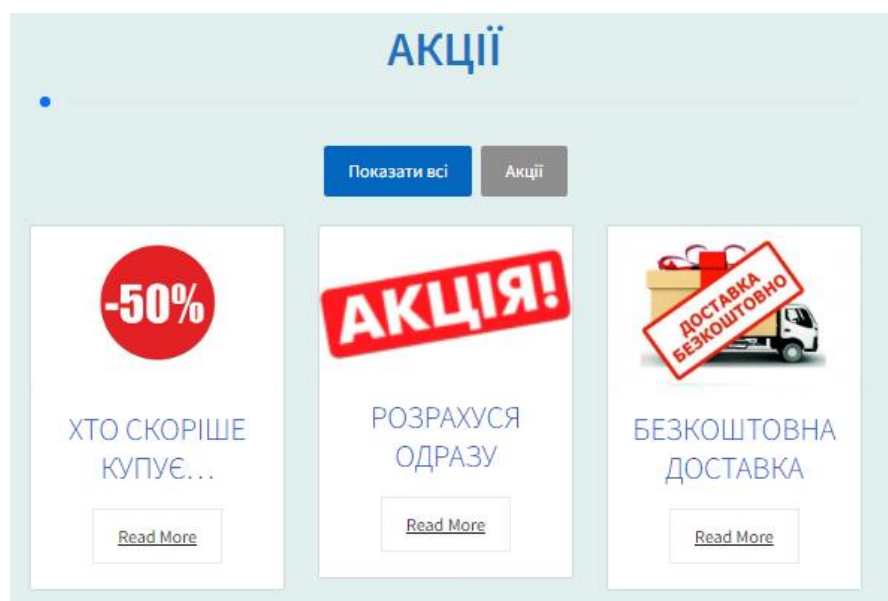 АКЦІЇ
Показати всі
Акції
-50%
ХТО СКОРІШЕ
КУПУЄ...
Read More
АКЦІЯ!
РОЗРАХУСЯ
ОДРАЗУ
Read More
ДОСТАВКА
БЕЗКОШТОВНО
БЕЗКОШТОВНА
ДОСТАВКА
Read More